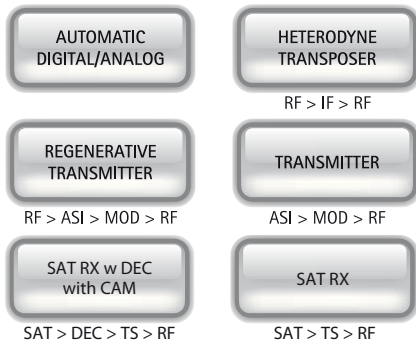 AUTOMATIC
DIGITAL/ANALOG
HETERODYNE
TRANSPOSER
RF > IF > RF
REGENERATIVE
TRANSMITTER
RF > ASI > MOD > RF
TRANSMITTER
ASI > MOD > RF
SAT RX w DEC
with CAM
SAT > DEC > TS > RF
SAT RX
SAT > TS > RF